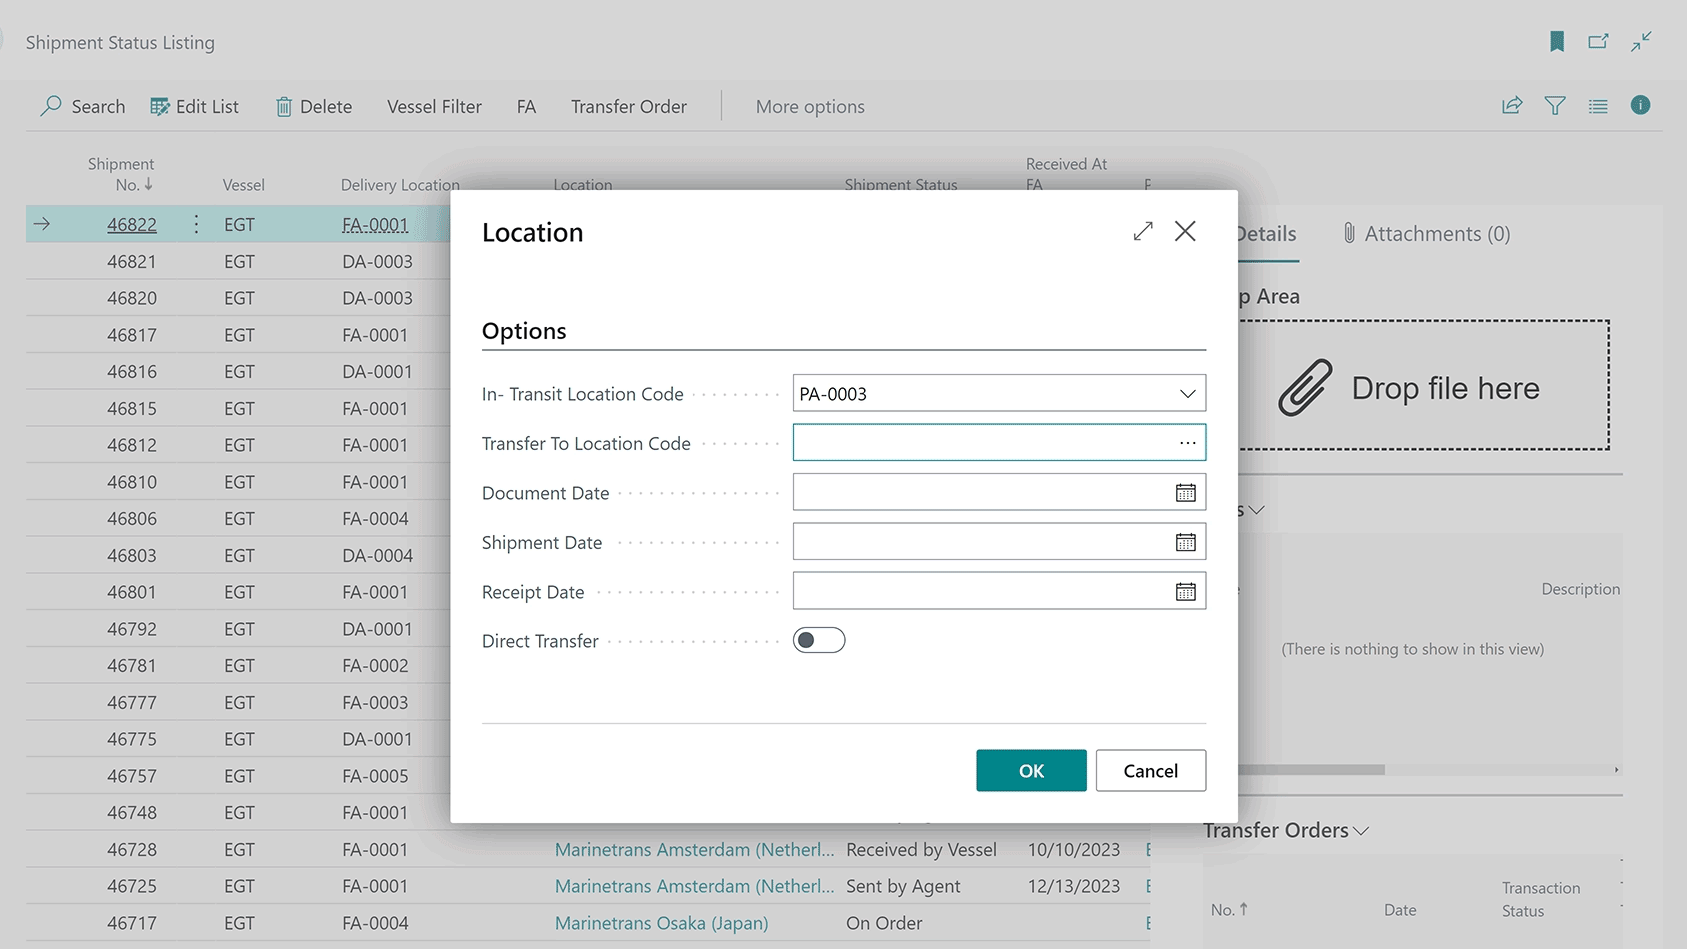 Shipment Status Listing
Search Edit List Delete Vessel Filter FA Transfer Order More options
Shipment No. ↓ Vessel Delivery Location Location Shipment Status Received At FA
46822 EGT FA-0001
46821 EGT DA-0003
46820 EGT DA-0003
46817 EGT FA-0001
46816 EGT DA-0001
46815 EGT FA-0001
46812 EGT FA-0001
46810 EGT FA-0001
46806 EGT FA-0004
46803 EGT DA-0004
46801 EGT FA-0001
46792 EGT DA-0001
46781 EGT FA-0002
46777 EGT FA-0003
46775 EGT DA-0001
46757 EGT FA-0005
46748 EGT FA-0001
46728 EGT FA-0001 Marinetrans Amsterdam (Netherl... Received by Vessel 10/10/2023 E
46725 EGT FA-0001 Marinetrans Amsterdam (Netherl... Sent by Agent 12/13/2023 E
46717 EGT FA-0004 Marinetrans Osaka (Japan) On Order E
Location
Options
In- Transit Location Code PA-0003
Transfer To Location Code ...
Document Date
Shipment Date
Receipt Date
Direct Transfer
OK Cancel
Details Attachments (0)
p Area
Drop file here
s
Description
(There is nothing to show in this view)
Transfer Orders
No. ↑ Date Transaction Status